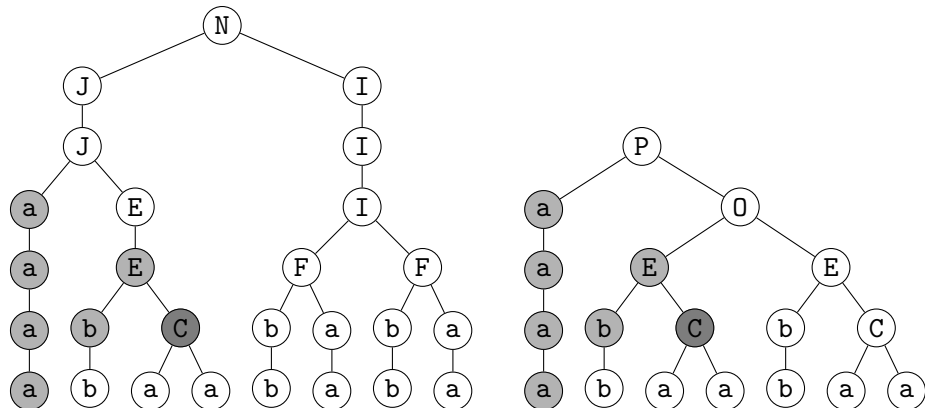 N
J I
J I P
a E I a O
a E F F a E E
a b C b a b a a b C b C
a b a a b a b a a b a a b a a